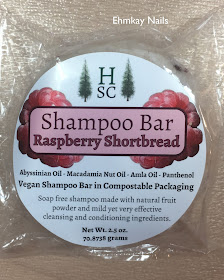 Ehmkay Nails
H
SC
Shampoo Bar
Raspberry Shortbread
Abyssinian Oil - Macadamia Nut Oil - Amla Oil - Panthenol
Vegan Shampoo Bar in Compostable Packaging
Soap free shampoo made with natural fruit
powder and mild yet very effective
cleansing and conditioning ingredients.
Net Wt. 2.5 oz.
70.8738 grams